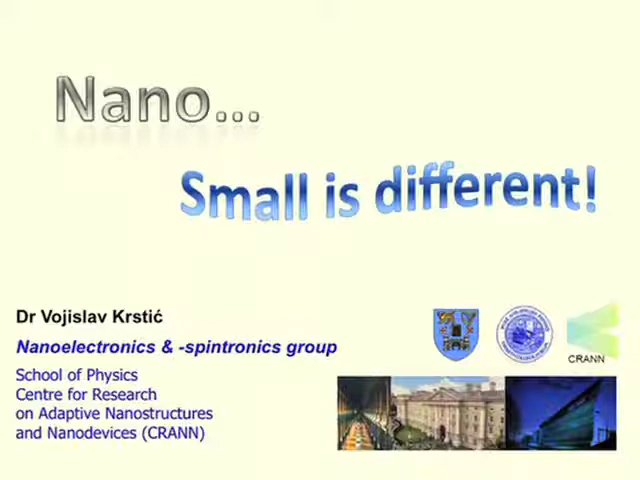 Nano...
Small is different!
Dr Vojislav Krstić
Nanoelectronics & -spintronics group
School of Physics
Centre for Research
on Adaptive Nanostructures
and Nanodevices (CRANN)
CRANN